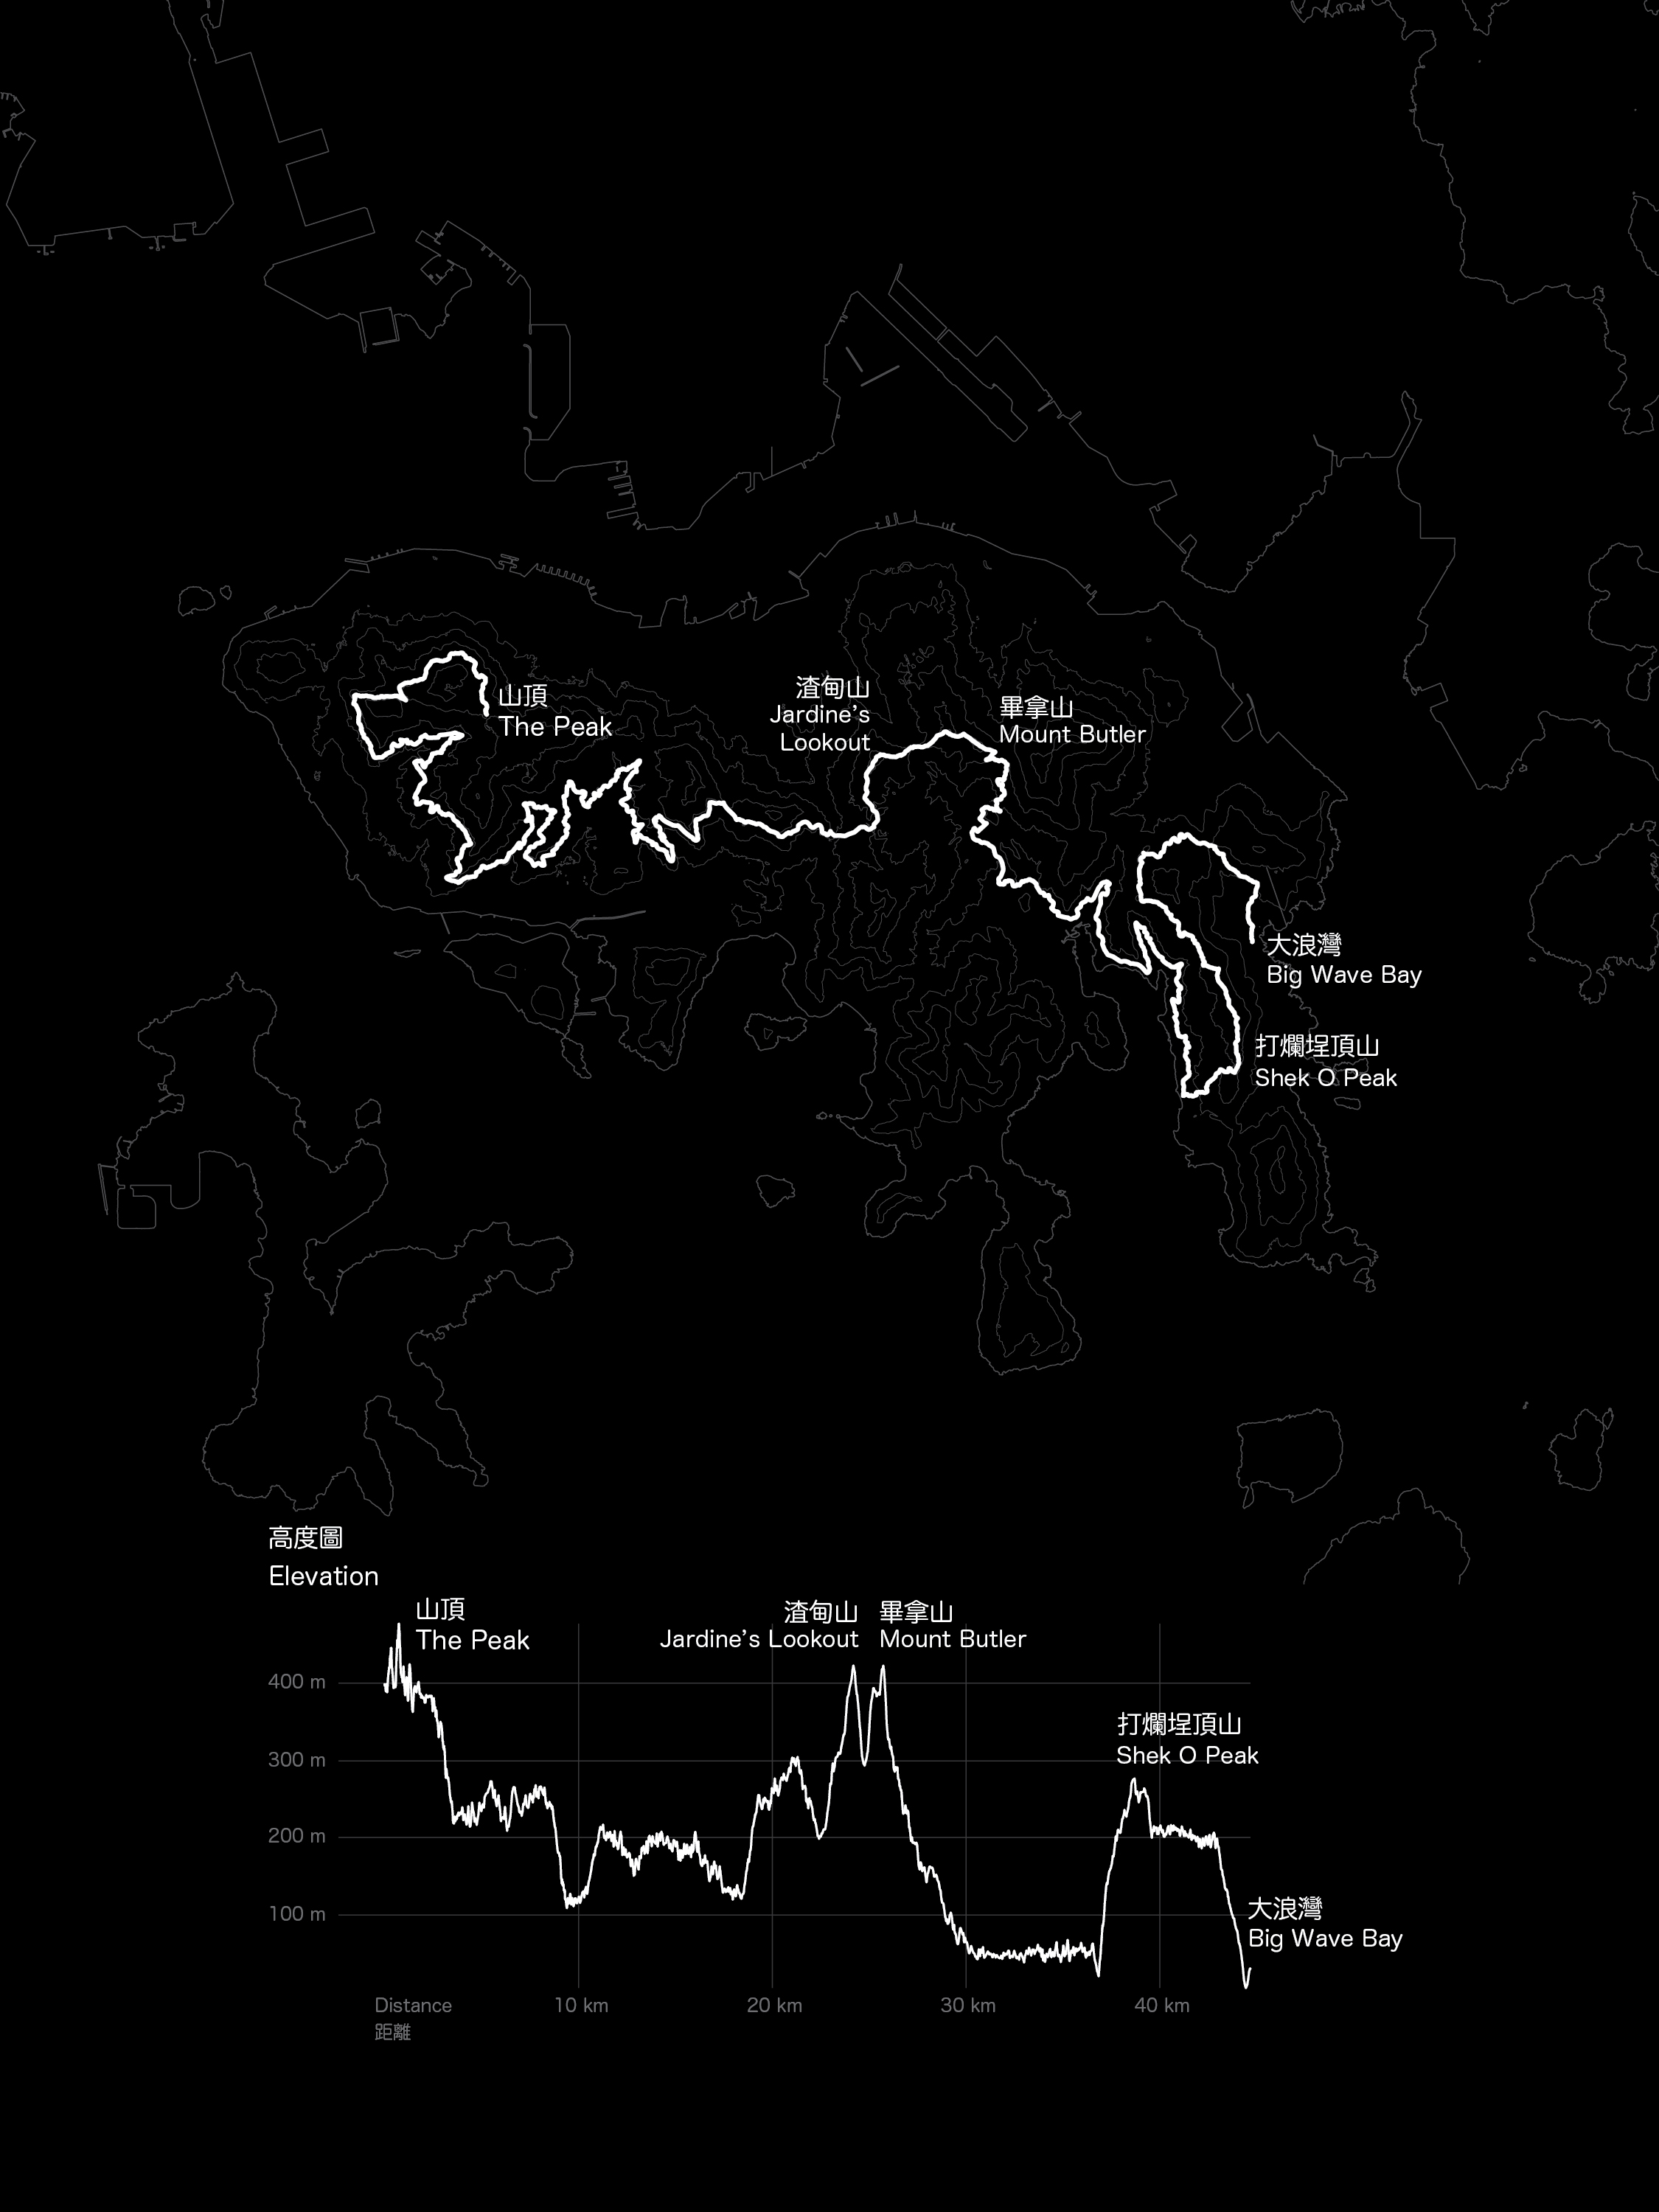 山頂
The Peak
渣甸山
Jardine’s
Lookout
畢拿山
Mount Butler
大浪灣
Big Wave Bay
打爛埕頂山
Shek O Peak
高度圖
Elevation
山頂
The Peak
渣甸山
Jardine’s Lookout
畢拿山
Mount Butler
400 m
打爛埕頂山
Shek O Peak
300 m
200 m
100 m
大浪灣
Big Wave Bay
Distance
距離
10 km
20 km
30 km
40 km